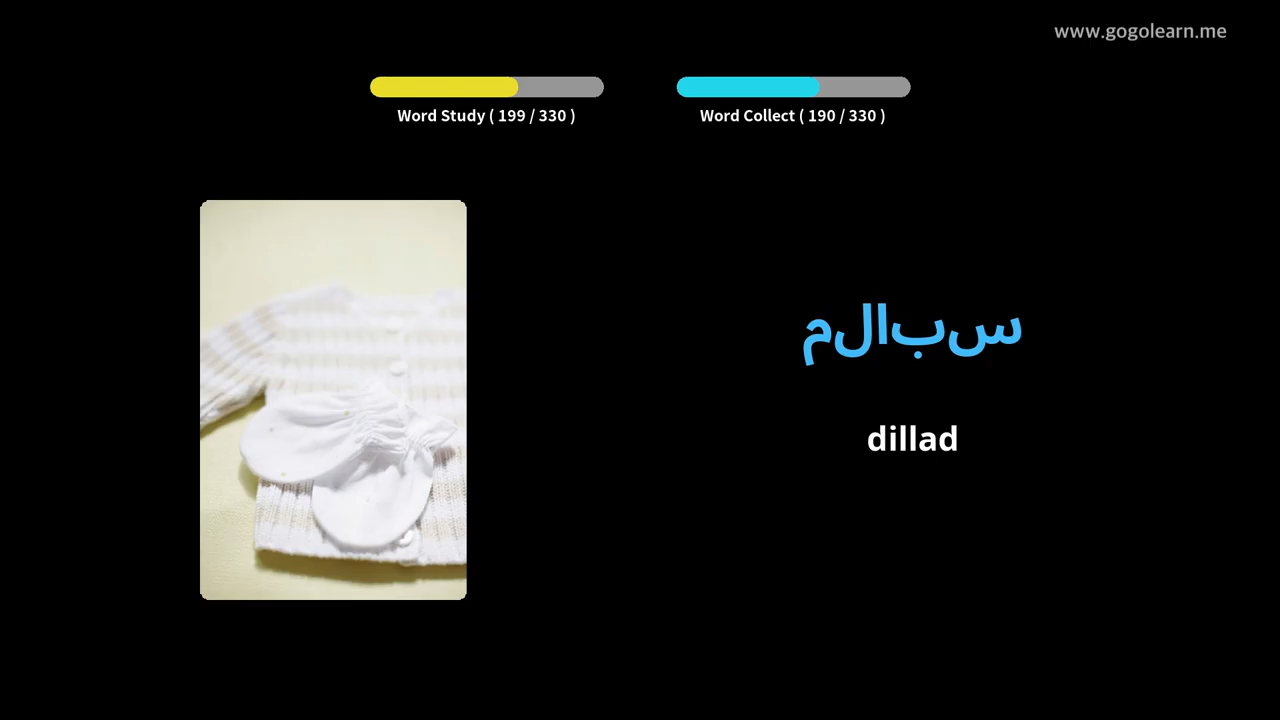 www.gogolearn.me
Word Study ( 199 / 330 )
Word Collect ( 190 / 330 )
ملابس
dillad